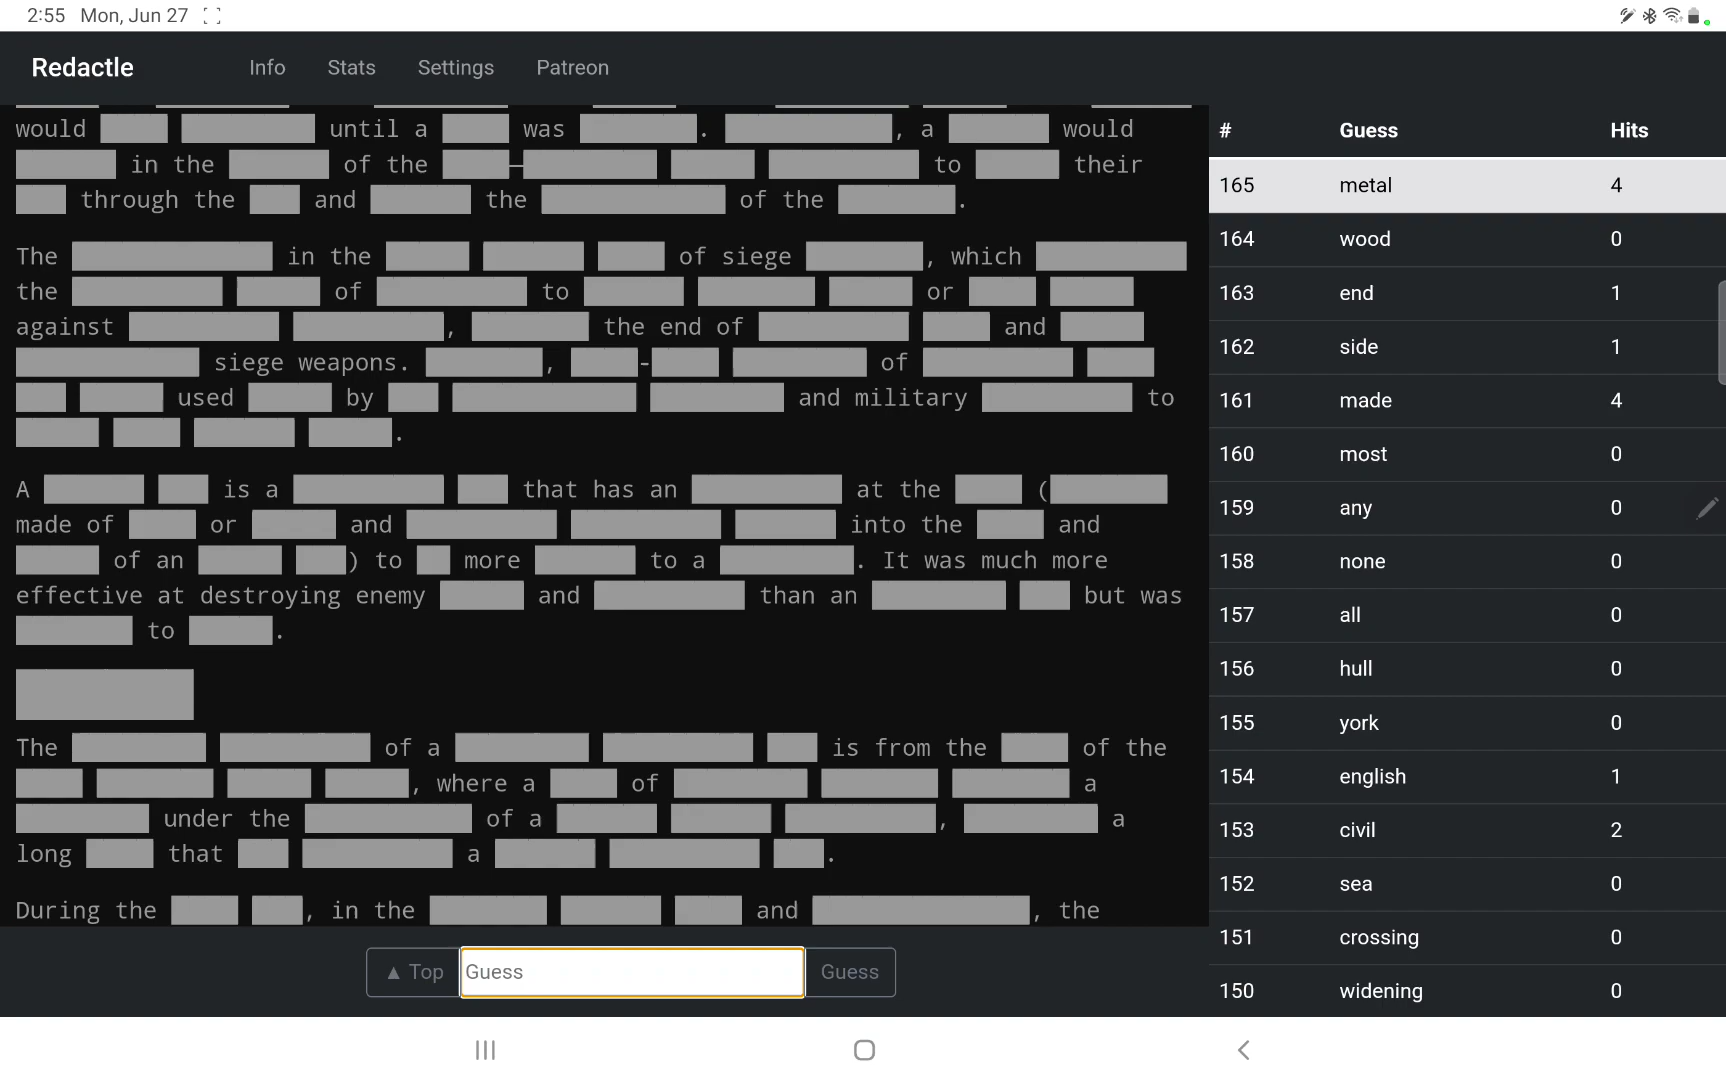 2:55 Mon, Jun 27
Redactle Info Stats Settings Patreon
would until a was . , a would
in the of the — to their
through the and the of the .
The in the of siege , which
the of to or
against , the end of and
siege weapons. , - of
used by and military to
.
A is a that has an at the (
made of or and into the and
of an ) to more to a . It was much more
effective at destroying enemy and than an but was
to .
The of a is from the of the
, where a of a
under the of a , a
long that a .
During the , in the and , the
▲ Top Guess Guess
# Guess Hits
165 metal 4
164 wood 0
163 end 1
162 side 1
161 made 4
160 most 0
159 any 0
158 none 0
157 all 0
156 hull 0
155 york 0
154 english 1
153 civil 2
152 sea 0
151 crossing 0
150 widening 0